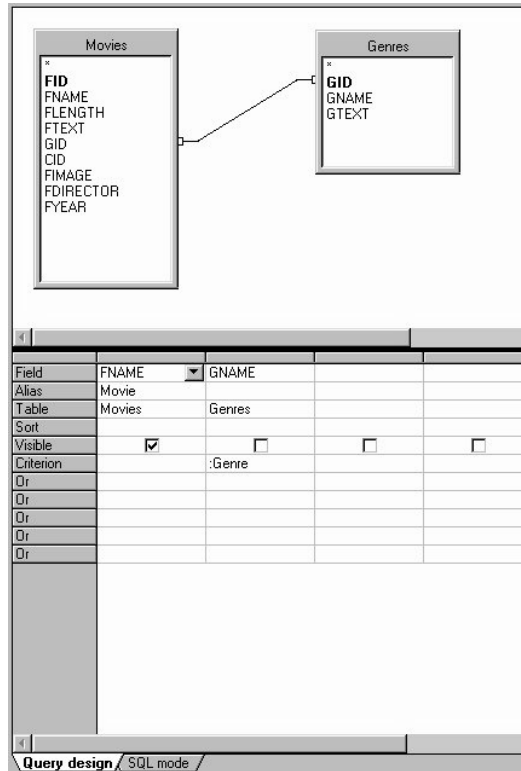 Movies
*
FID
FNAME
FLENGTH
FTEXT
GID
CID
FIMAGE
FDIRECTOR
FYEAR
Genres
*
GID
GNAME
GTEXT
Field FNAME GNAME
Alias Movie
Table Movies Genres
Sort
Visible
Criterion :Genre
Or
Or
Or
Or
Or
Query design SQL mode